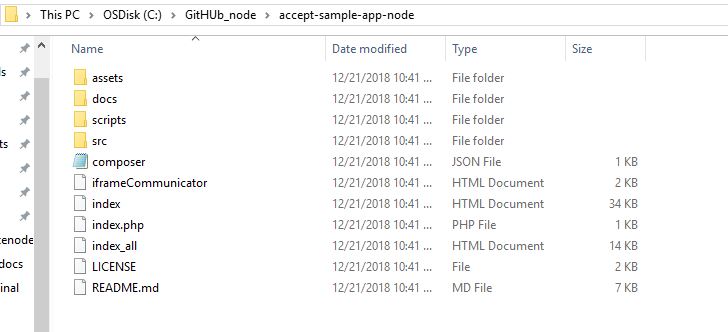 This PC > OSDisk (C:) > GitHUb_node > accept-sample-app-node
Name Date modified Type Size
assets 12/21/2018 10:41 ... File folder
docs 12/21/2018 10:41 ... File folder
scripts 12/21/2018 10:41 ... File folder
src 12/21/2018 10:41 ... File folder
composer 12/21/2018 10:41 ... JSON File 1 KB
iframeCommunicator 12/21/2018 10:41 ... HTML Document 2 KB
index 12/21/2018 10:41 ... HTML Document 34 KB
index.php 12/21/2018 10:41 ... PHP File 1 KB
index_all 12/21/2018 10:41 ... HTML Document 14 KB
LICENSE 12/21/2018 10:41 ... File 2 KB
README.md 12/21/2018 10:41 ... MD File 7 KB
ls
ts
enode
docs
inal